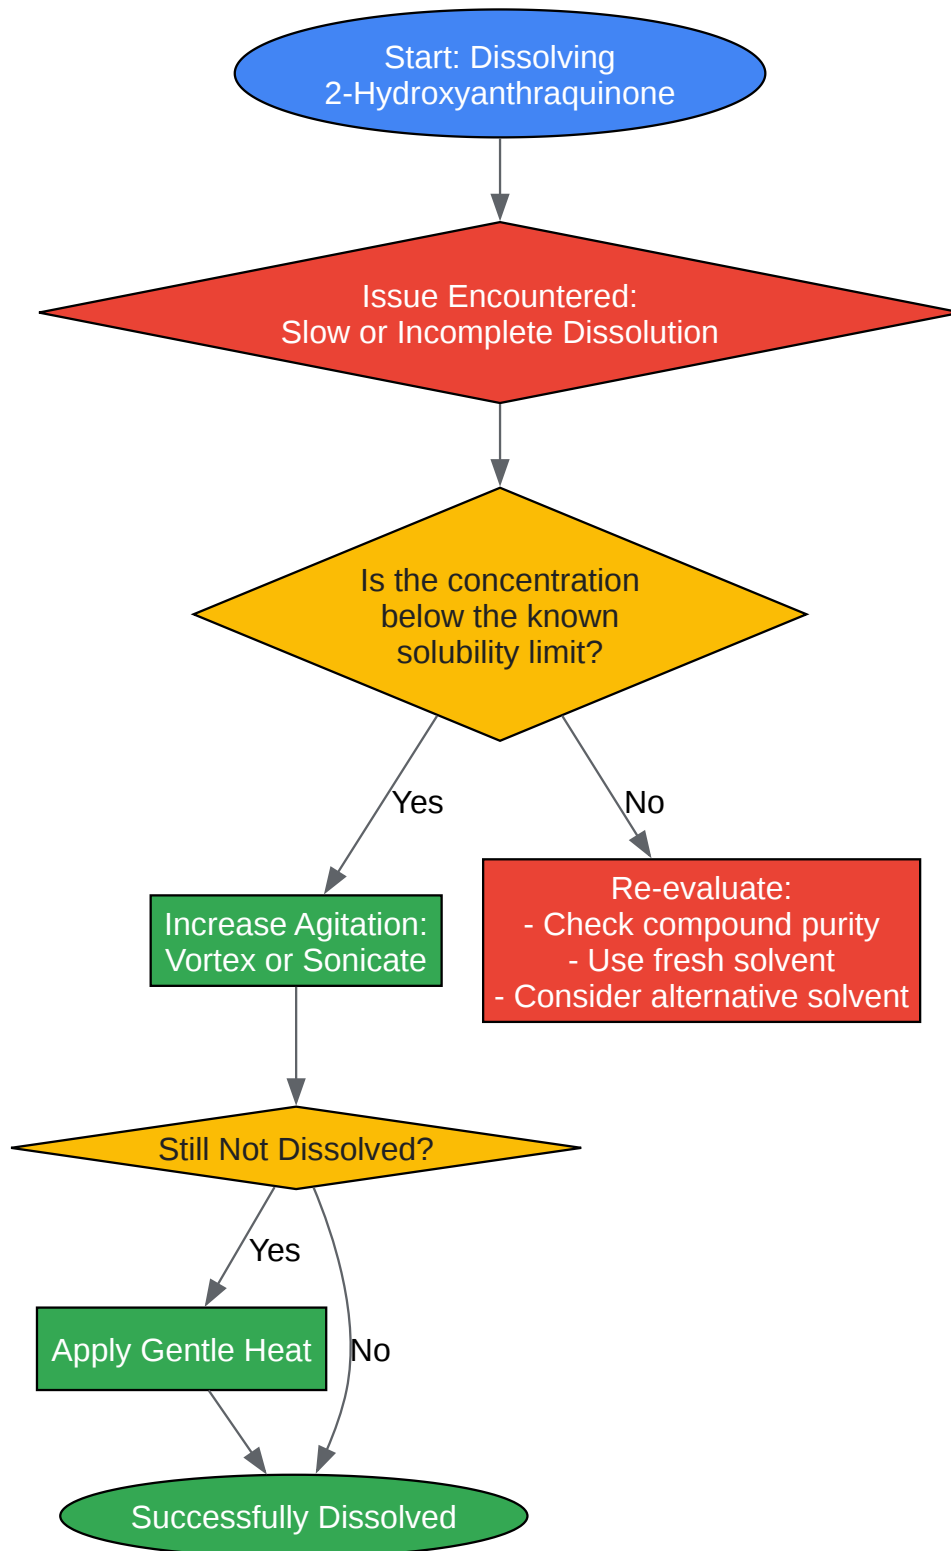 Start: Dissolving
2-Hydroxyanthraquinone
Issue Encountered:
Slow or Incomplete Dissolution
Is the concentration
below the known
solubility limit?
Yes
No
Increase Agitation:
Vortex or Sonicate
Re-evaluate:
- Check compound purity
- Use fresh solvent
- Consider alternative solvent
Still Not Dissolved?
Yes
Apply Gentle Heat
No
Successfully Dissolved